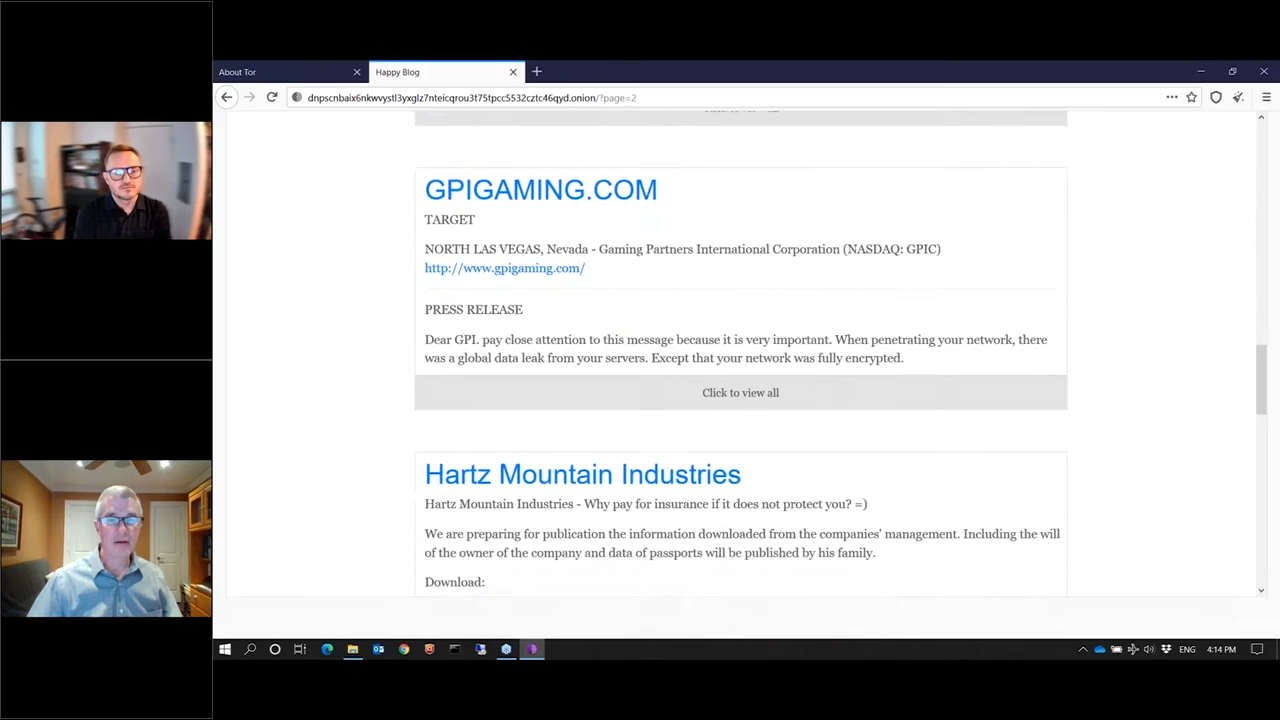 About Tor
Happy Blog
dnpscnbaix6nkwvystl3yxglz7nteicqrou3t75tpcc5532cztc46qyd.onion/?page=2
GPIGAMING.COM
TARGET
NORTH LAS VEGAS, Nevada - Gaming Partners International Corporation (NASDAQ: GPIC)
http://www.gpigaming.com/
PRESS RELEASE
Dear GPI. pay close attention to this message because it is very important. When penetrating your network, there
was a global data leak from your servers. Except that your network was fully encrypted.
Click to view all
Hartz Mountain Industries
Hartz Mountain Industries - Why pay for insurance if it does not protect you? =)
We are preparing for publication the information downloaded from the companies' management. Including the will
of the owner of the company and data of passports will be published by his family.
Download:
ENG
4:14 PM